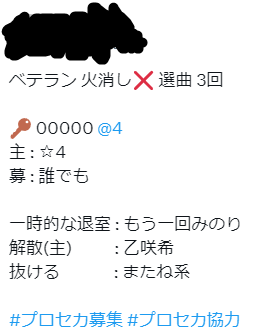 ベテラン 火消し❌ 選曲 3回
🔑 00000 @4
主 : ☆4
募 : 誰でも
一時的な退室 : もう一回みのり
解散(主) : 乙咲希
抜ける : またね系
#プロセカ募集 #プロセカ協力